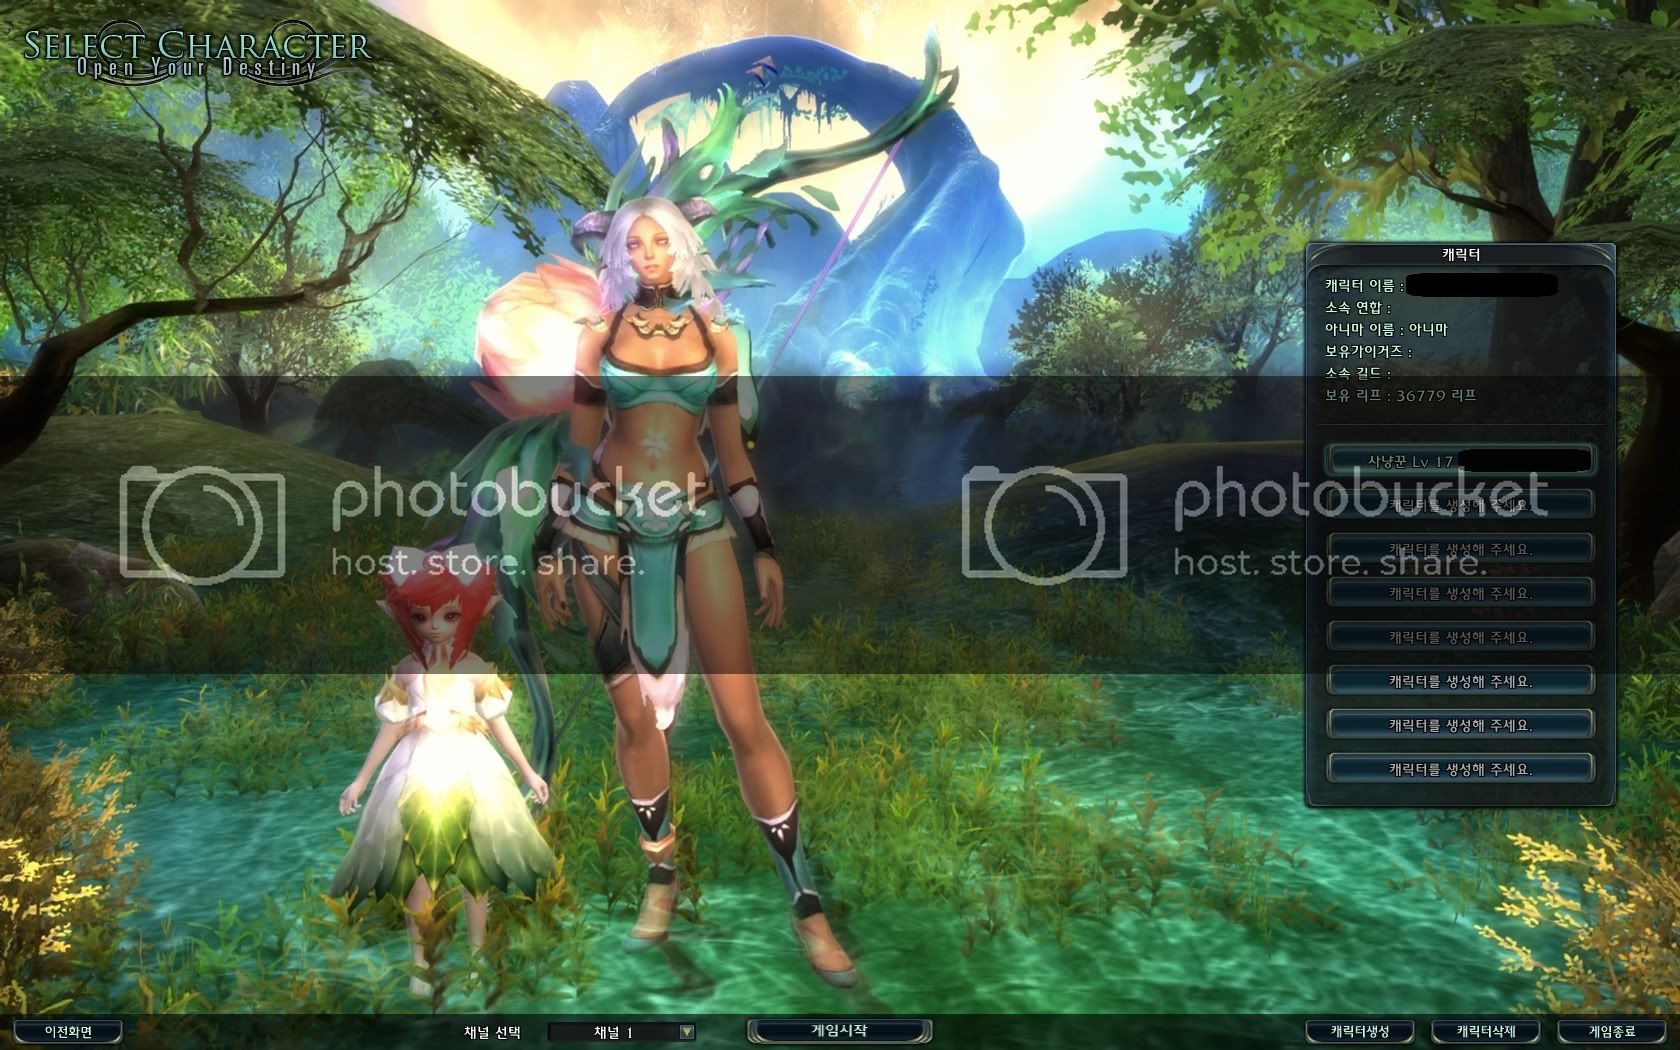 SELECT CHARACTER
Open Your Destiny
캐릭터
캐릭터 이름 :
소속 연합 :
아니마 이름 : 아니마
보유가이거즈 :
소속 길드 :
보유 리프 : 36779 리프
사냥꾼 Lv 17
캐릭터를 생성해 주세요.
캐릭터를 생성해 주세요.
캐릭터를 생성해 주세요.
캐릭터를 생성해 주세요.
캐릭터를 생성해 주세요.
캐릭터를 생성해 주세요.
캐릭터를 생성해 주세요.
photobucket
host. store. share.
photobucket
host. store. share.
이전화면
채널 선택
채널 1
게임시작
캐릭터생성
캐릭터삭제
게임종료